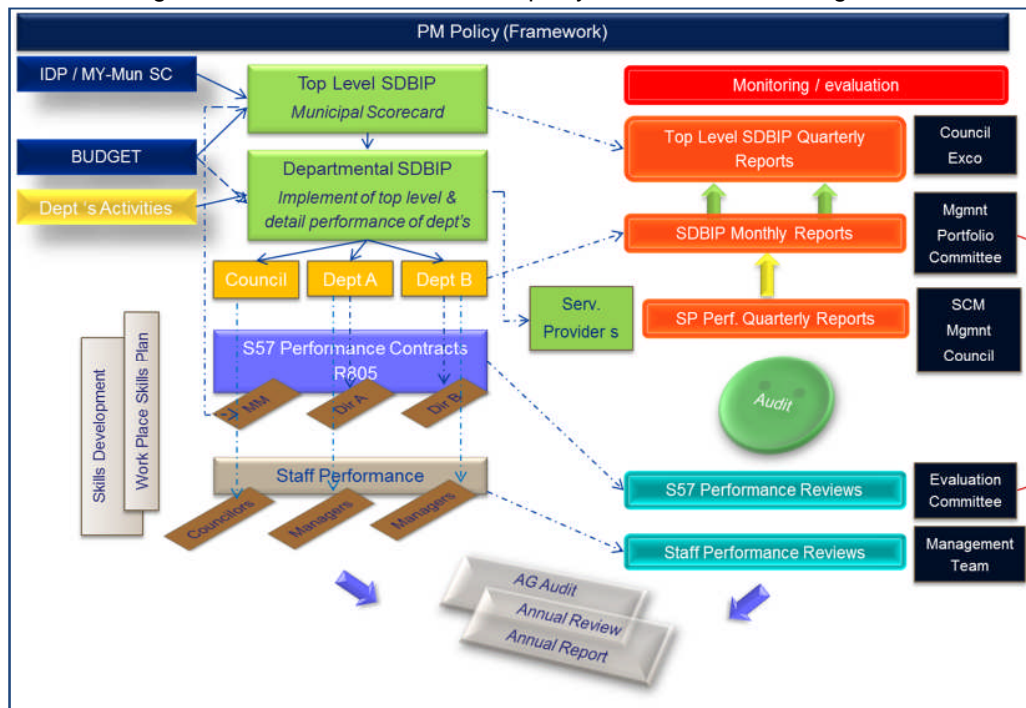 PM Policy (Framework)
IDP / MY-Mun SC
BUDGET
Dept 's Activities
Top Level SDBIP
Municipal Scorecard
Departmental SDBIP
Implement of top level &
detail performance of dept's
Council
Dept A
Dept B
Serv.
Provider s
S57 Performance Contracts
R805
MM
Dir A
Dir B
Staff Performance
Councilors
Managers
Managers
Skills Development
Work Place Skills Plan
Monitoring / evaluation
Top Level SDBIP Quarterly
Reports
Council
Exco
SDBIP Monthly Reports
Mgmnt
Portfolio
Committee
SP Perf. Quarterly Reports
SCM
Mgmnt
Council
Audit
S57 Performance Reviews
Evaluation
Committee
Staff Performance Reviews
Management
Team
AG Audit
Annual Review
Annual Report